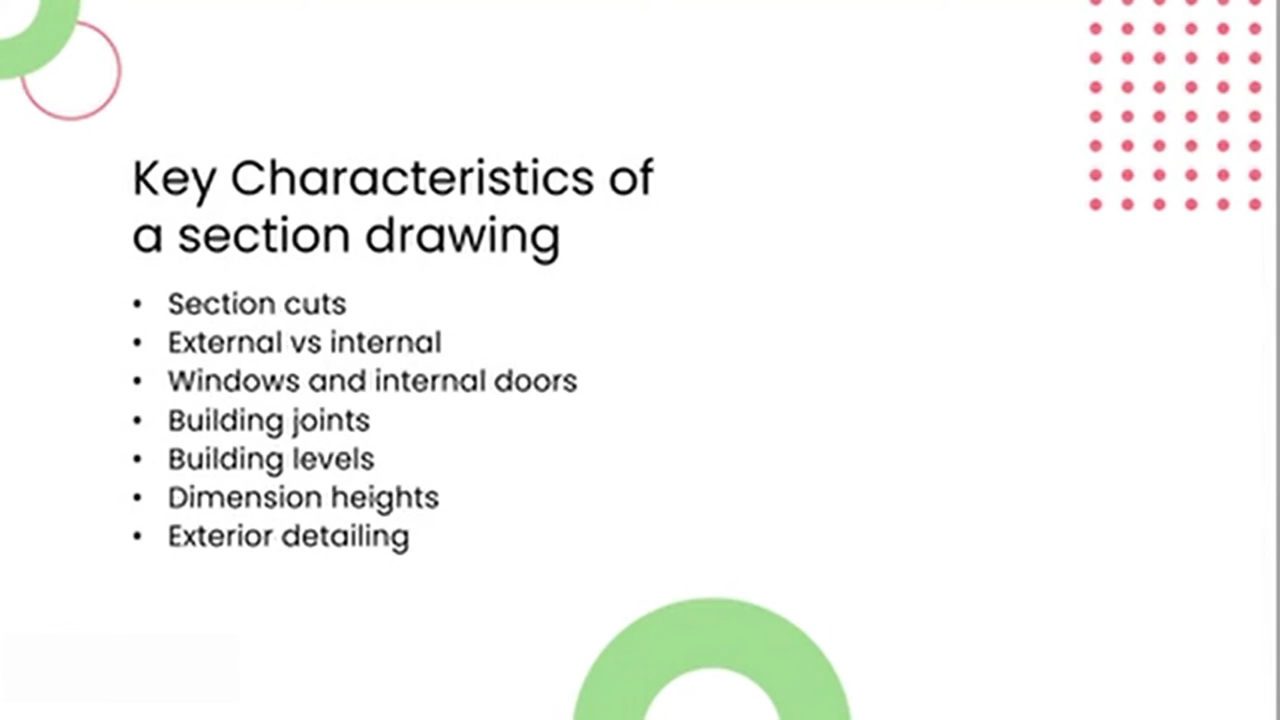 Key Characteristics of
a section drawing
• Section cuts
• External vs internal
• Windows and internal doors
• Building joints
• Building levels
• Dimension heights
• Exterior detailing